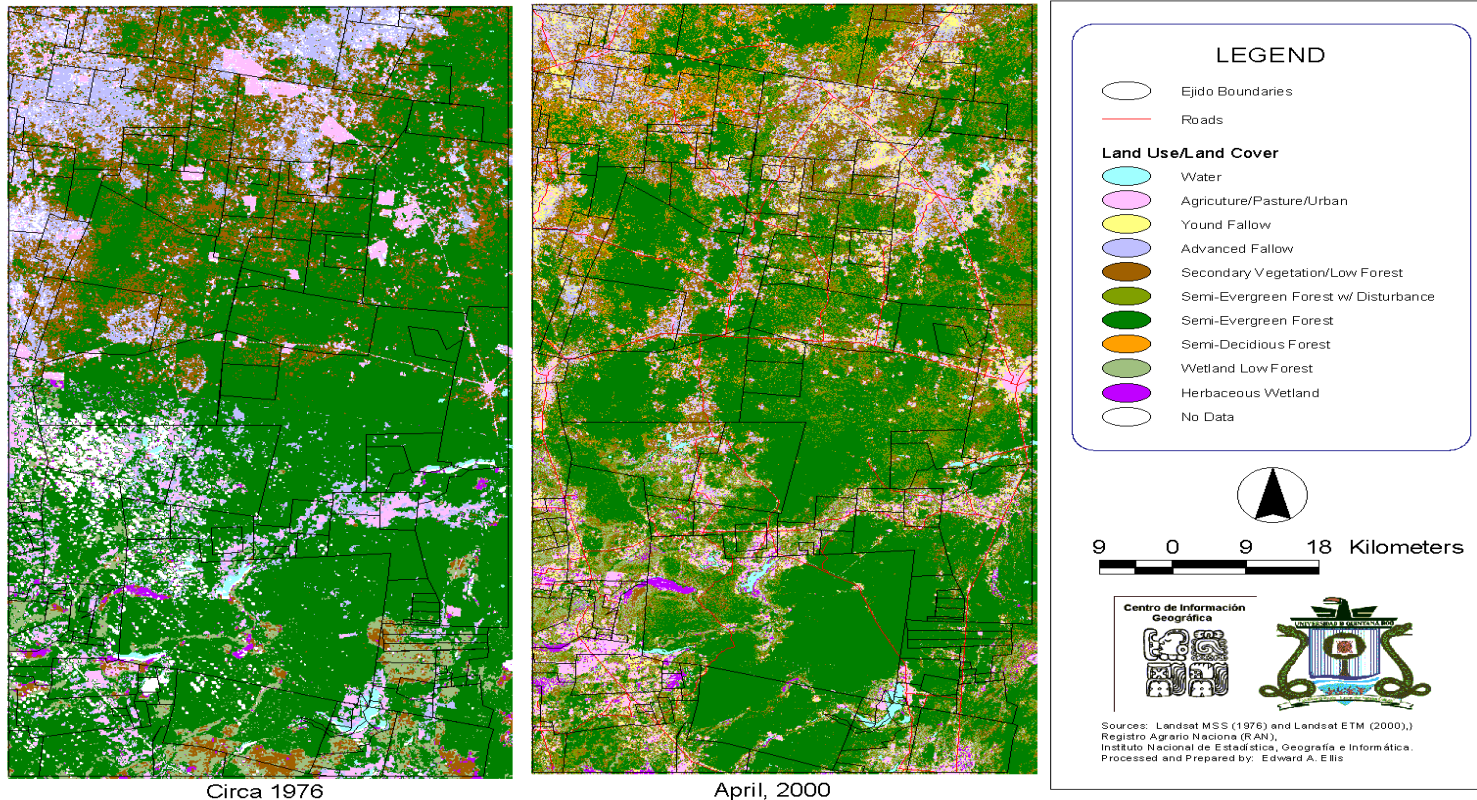 Circa 1976
April, 2000
LEGEND
Ejido Boundaries
Roads
Land Use/Land Cover
Water
Agricuture/Pasture/Urban
Yound Fallow
Advanced Fallow
Secondary Vegetation/Low Forest
Semi-Evergreen Forest w/ Disturbance
Semi-Evergreen Forest
Semi-Decidious Forest
Wetland Low Forest
Herbaceous Wetland
No Data
9 0 9 18 Kilometers
Centro de Información
Geográfica
UNIVERSIDAD D QUINTANA ROO
Sources: Landsat MSS (1976) and Landsat ETM (2000),)
Registro Agrario Naciona (RAN),
Instituto Nacional de Estadística, Geografía e Informática.
Processed and Prepared by: Edward A. Ellis